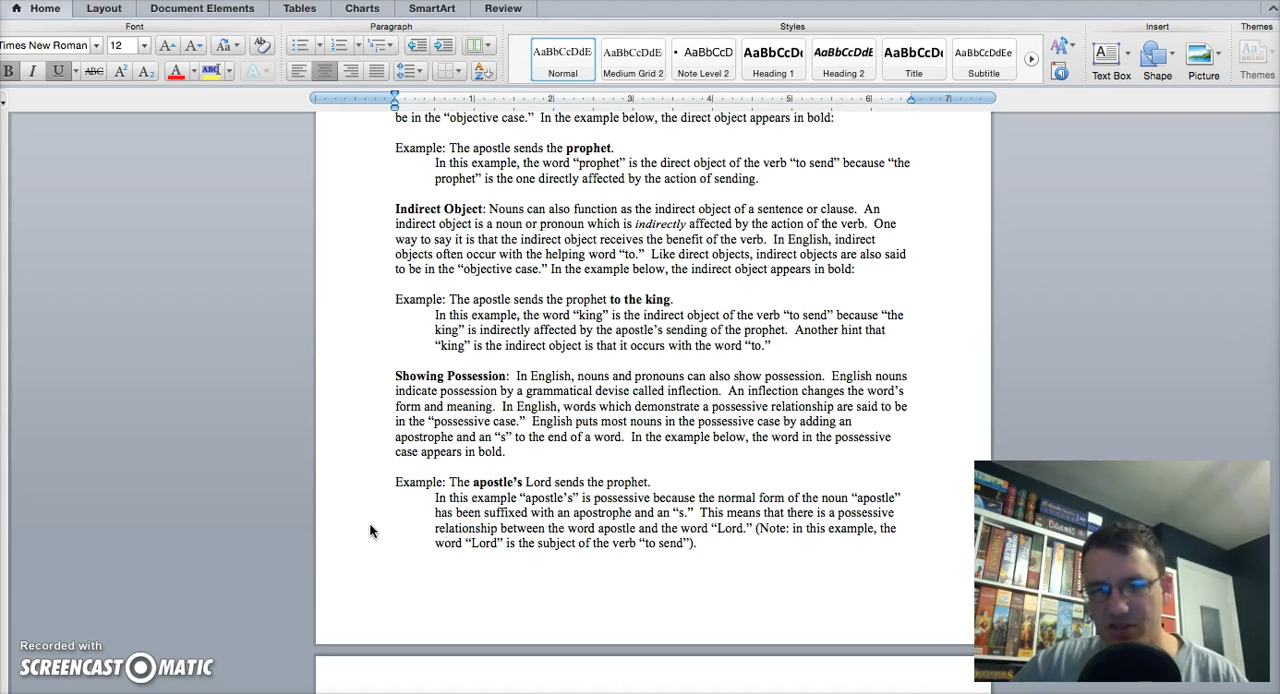 Home Layout Document Elements Tables Charts SmartArt Review
Font Paragraph Styles Insert Themes
Times New Roman 12 AaBbCcDdE AaBbCcDdE • AaBbCcD AaBbCcDc AaBbCcDdE AaBbCcDc AaBbCcDdEe
Normal Medium Grid 2 Note Level 2 Heading 1 Heading 2 Title Subtitle Text Box Shape Picture Themes
1 2 3 4 5 6 7
be in the “objective case.” In the example below, the direct object appears in bold:
Example: The apostle sends the prophet.
In this example, the word “prophet” is the direct object of the verb “to send” because “the
prophet” is the one directly affected by the action of sending.
Indirect Object: Nouns can also function as the indirect object of a sentence or clause. An
indirect object is a noun or pronoun which is indirectly affected by the action of the verb. One
way to say it is that the indirect object receives the benefit of the verb. In English, indirect
objects often occur with the helping word “to.” Like direct objects, indirect objects are also said
to be in the “objective case.” In the example below, the indirect object appears in bold:
Example: The apostle sends the prophet to the king.
In this example, the word “king” is the indirect object of the verb “to send” because “the
king” is indirectly affected by the apostle’s sending of the prophet. Another hint that
“king” is the indirect object is that it occurs with the word “to.”
Showing Possession: In English, nouns and pronouns can also show possession. English nouns
indicate possession by a grammatical devise called inflection. An inflection changes the word’s
form and meaning. In English, words which demonstrate a possessive relationship are said to be
in the “possessive case.” English puts most nouns in the possessive case by adding an
apostrophe and an “s” to the end of a word. In the example below, the word in the possessive
case appears in bold.
Example: The apostle’s Lord sends the prophet.
In this example “apostle’s” is possessive because the normal form of the noun “apostle”
has been suffixed with an apostrophe and an “s.” This means that there is a possessive
relationship between the word apostle and the word “Lord.” (Note: in this example, the
word “Lord” is the subject of the verb “to send”).
Recorded with
SCREENCAST O MATIC